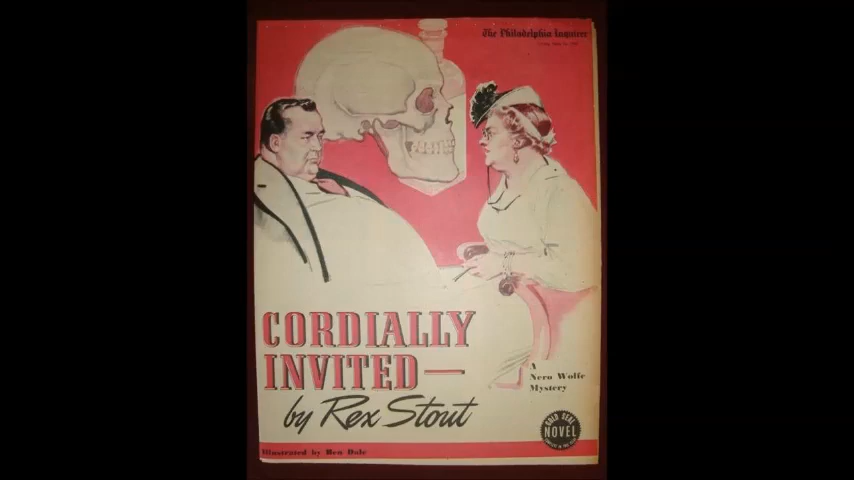 The Philadelphia Inquirer
CORDIALLY
INVITED—
by Rex Stout
A
Nero Wolfe
Mystery
GOLD SEAL
NOVEL
Illustrated by Ben Dale